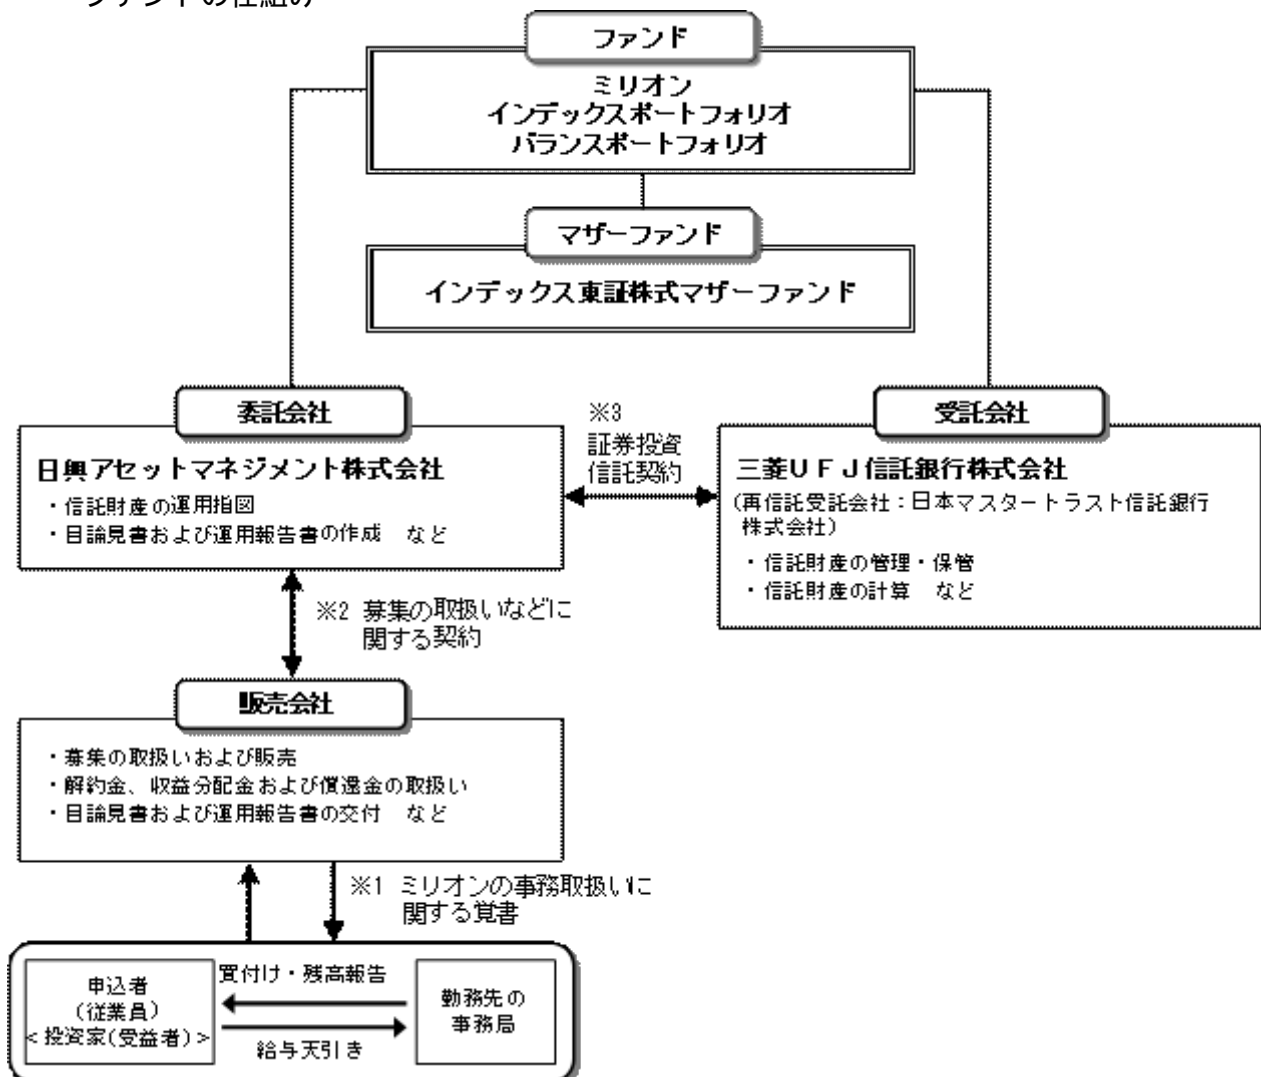 ファンドの仕組み
ファンド
ミリオン
インデックスポートフォリオ
バランスポートフォリオ
マザーファンド
インデックス東証株式マザーファンド
委託会社
日興アセットマネジメント株式会社
・信託財産の運用指図
・目論見書および運用報告書の作成 など
※3
証券投資
信託契約
受託会社
三菱UFJ信託銀行株式会社
(再信託受託会社：日本マスタートラスト信託銀行
株式会社)
・信託財産の管理・保管
・信託財産の計算 など
※2 募集の取扱いなどに
関する契約
販売会社
・募集の取扱いおよび販売
・解約金、収益分配金および償還金の取扱い
・目論見書および運用報告書の交付 など
※1 ミリオンの事務取扱いに
関する覚書
申込者
(従業員)
<投資家(受益者)>
買付け・残高報告
給与天引き
勤務先の
事務局